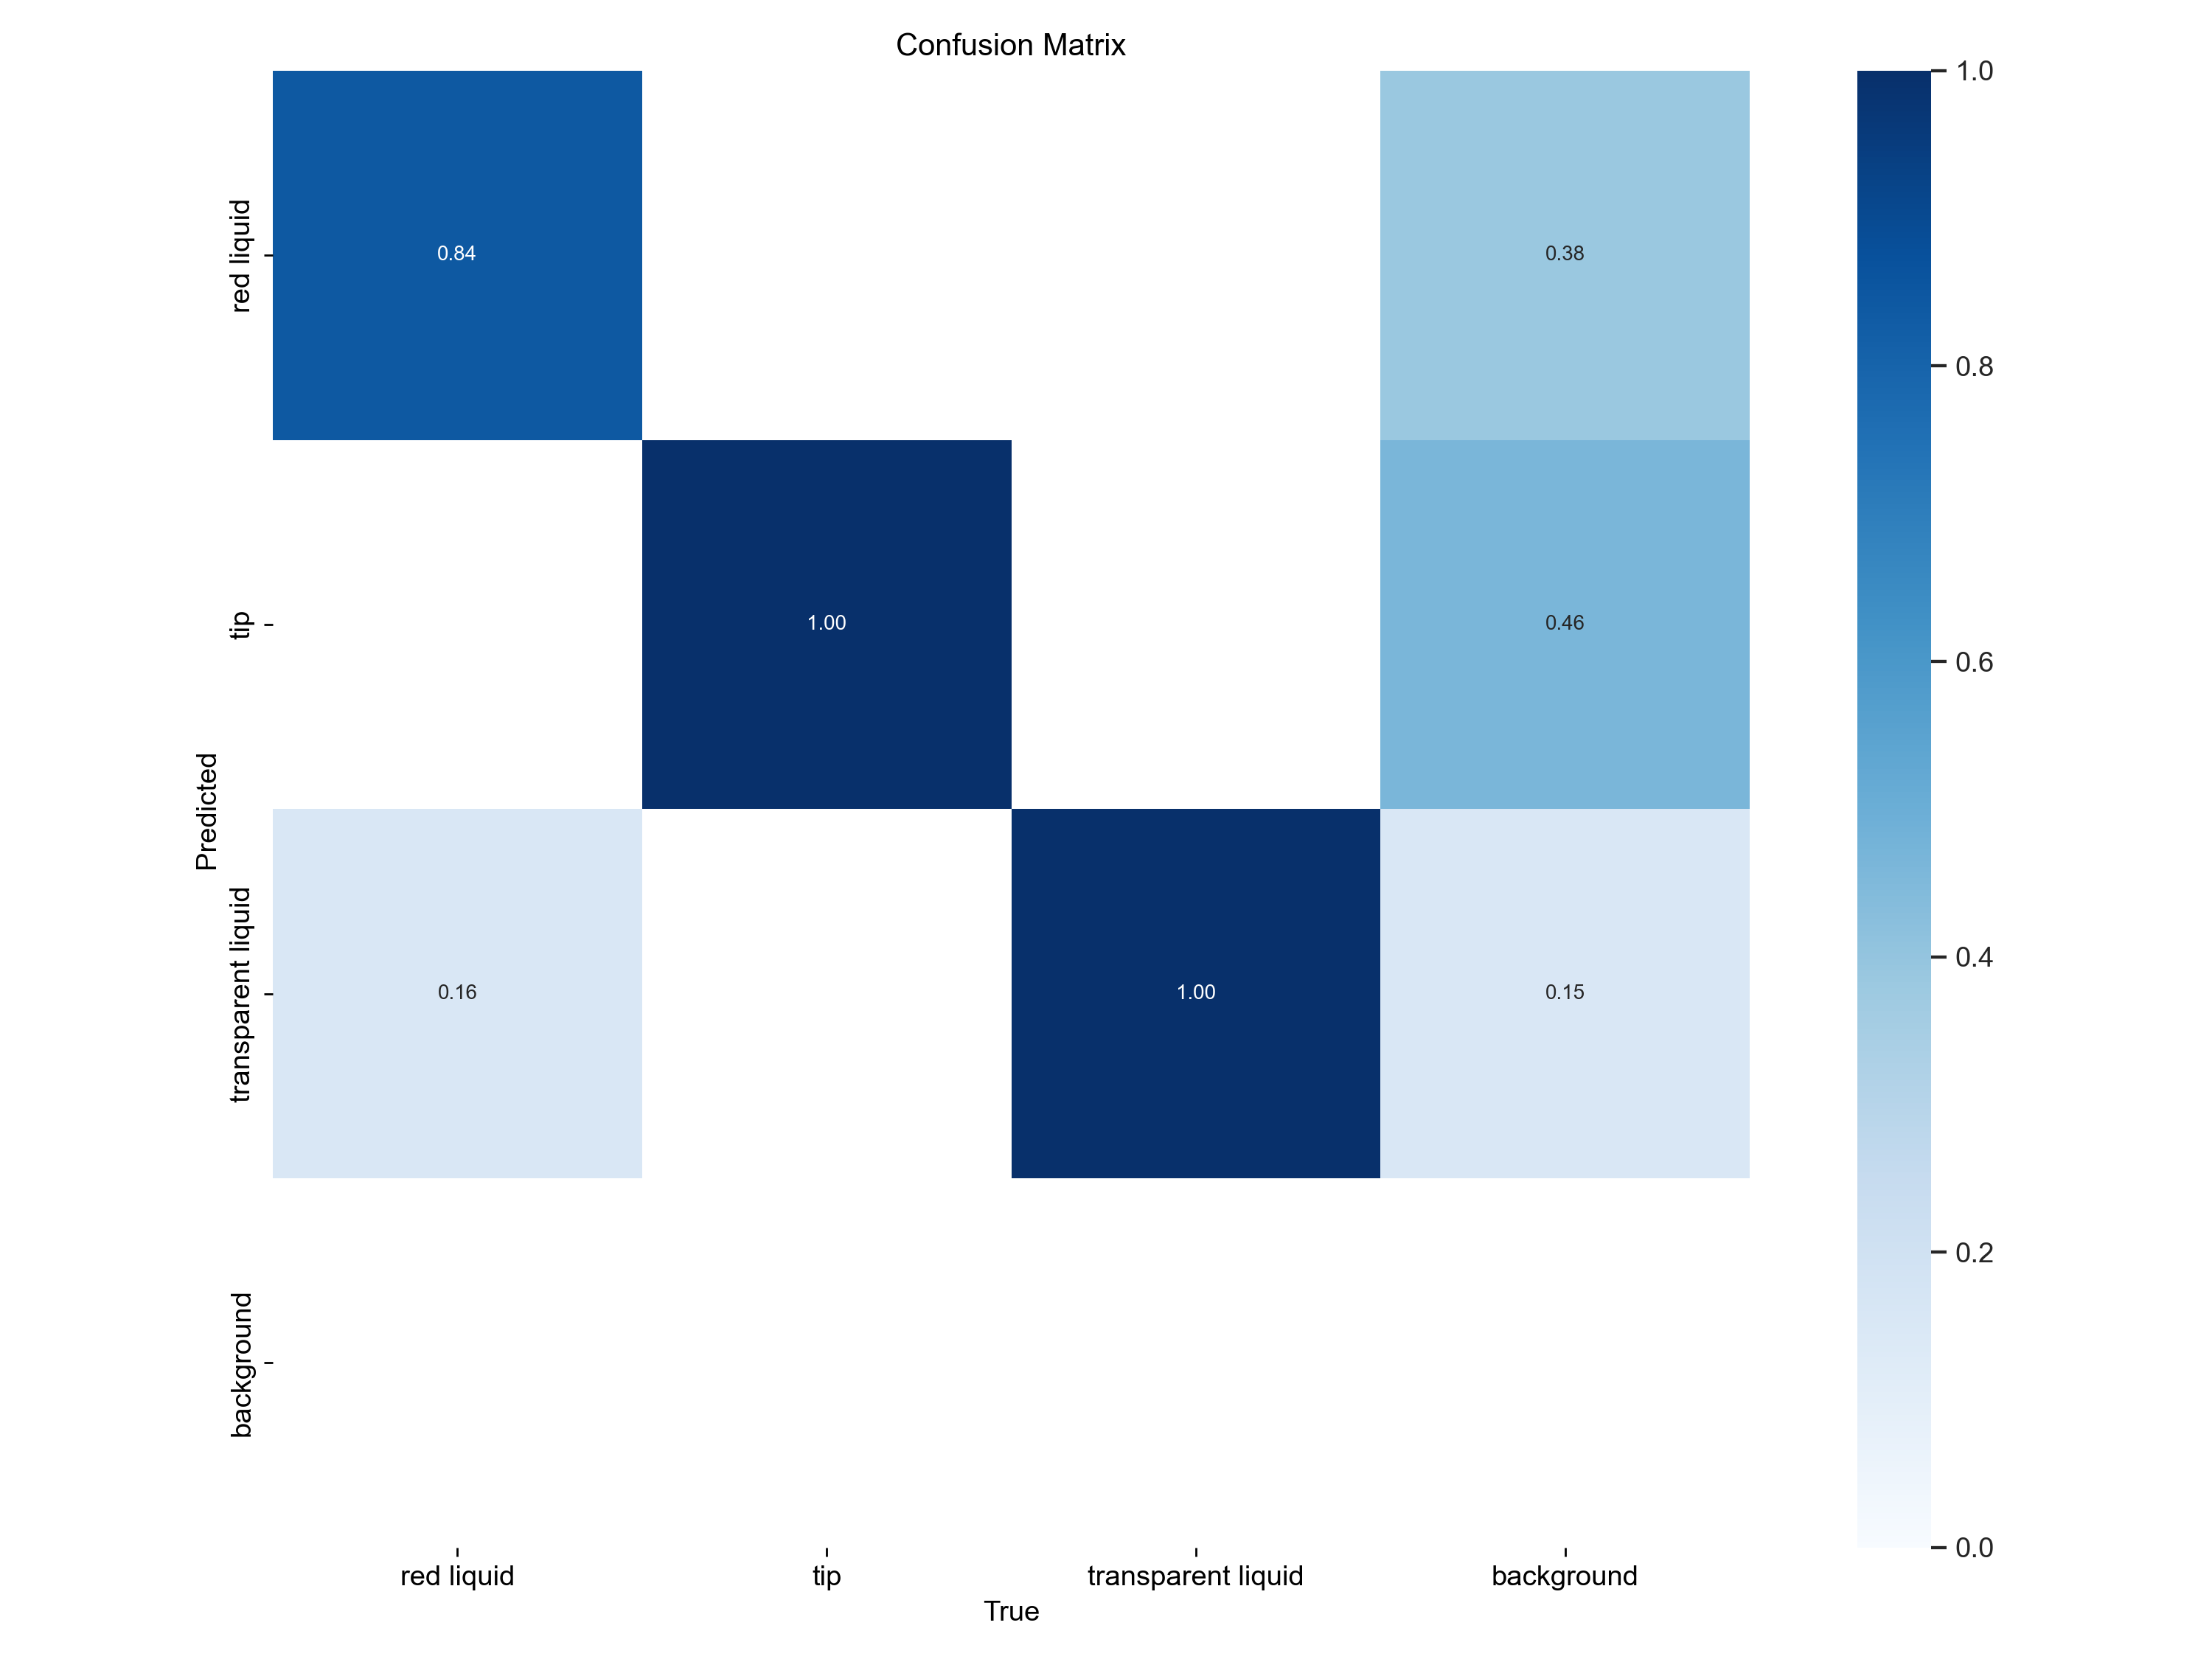 Confusion Matrix
1.0
red liquid
0.84
0.38
0.8
tip
1.00
0.46
0.6
Predicted
transparent liquid
0.16
1.00
0.15
0.4
0.2
background
0.0
red liquid
tip
transparent liquid
background
True